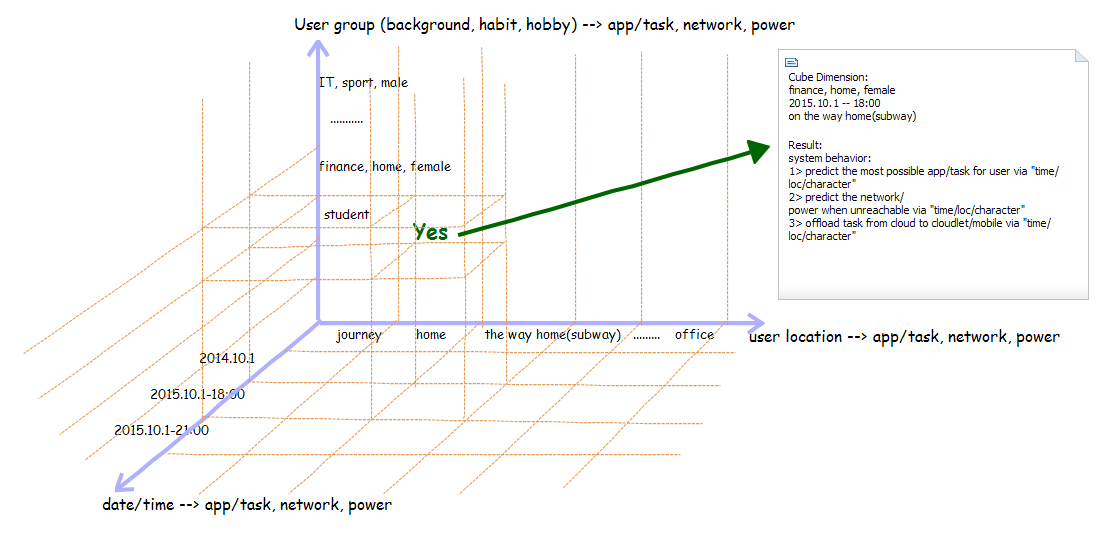 User group (background, habit, hobby) --> app/task, network, power
IT, sport, male
...........
finance, home, female
student
Yes
Cube Dimension:
finance, home, female
2015.10.1 -- 18:00
on the way home(subway)
Result:
system behavior:
1> predict the most possible app/task for user via "time/
loc/character"
2> predict the network/
power when unreachable via "time/loc/character"
3> offload task from cloud to cloudlet/mobile via "time/
loc/character"
journey home the way home(subway) ......... office
user location --> app/task, network, power
2014.10.1
2015.10.1-18:00
2015.10.1-21:00
date/time --> app/task, network, power